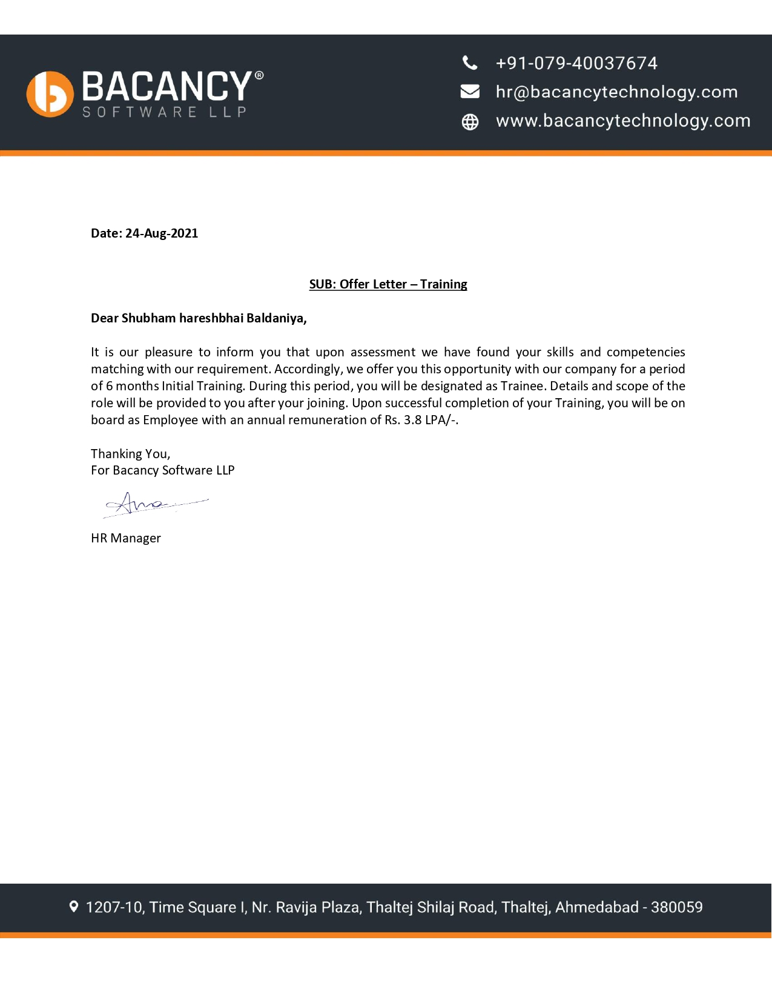 BACANCY®
SOFTWARE LLP
+91-079-40037674
hr@bacancytechnology.com
www.bacancytechnology.com
Date: 24-Aug-2021
SUB: Offer Letter – Training
Dear Shubham hareshbhai Baldaniya,
It is our pleasure to inform you that upon assessment we have found your skills and competencies
matching with our requirement. Accordingly, we offer you this opportunity with our company for a period
of 6 months Initial Training. During this period, you will be designated as Trainee. Details and scope of the
role will be provided to you after your joining. Upon successful completion of your Training, you will be on
board as Employee with an annual remuneration of Rs. 3.8 LPA/-.
Thanking You,
For Bacancy Software LLP
HR Manager
1207-10, Time Square I, Nr. Ravija Plaza, Thaltej Shilaj Road, Thaltej, Ahmedabad - 380059